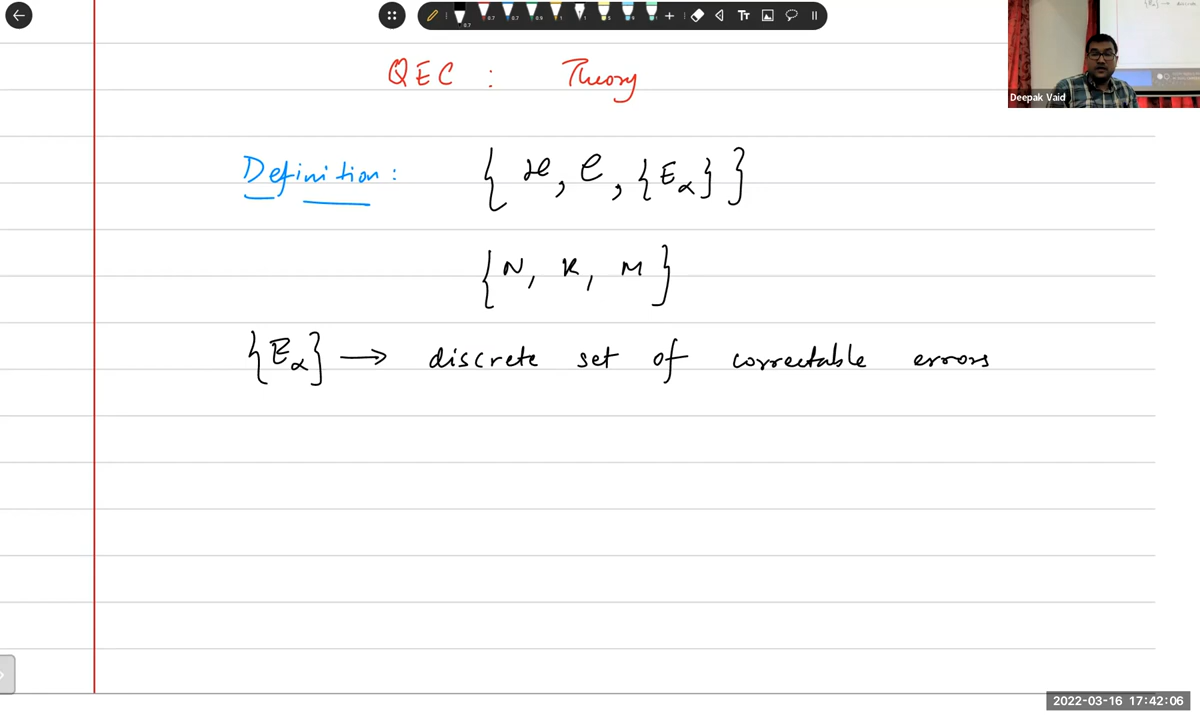 QEC : Theory
Definition : { ℋ, 𝒞, {E_α} }
{N, K, M}
{E_α} → discrete set of correctable errors
Deepak Vaid
2022-03-16 17:42:06